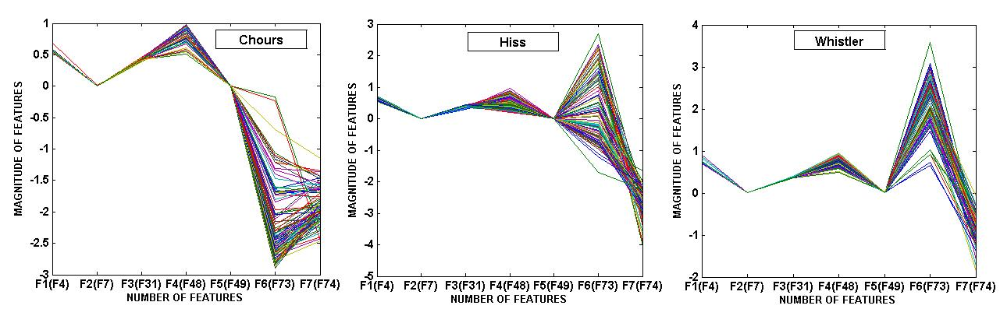 Chours
1
0.5
0
-0.5
-1
-1.5
-2
-2.5
-3
MAGNITUDE OF FEATURES
F1(F4) F2(F7) F3(F31) F4(F48) F5(F49) F6(F73) F7(F74)
NUMBER OF FEATURES
Hiss
3
2
1
0
-1
-2
-3
-4
-5
MAGNITUDE OF FEATURES
F1(F4) F2(F7) F3(F31) F4(F48) F5(F49) F6(F73) F7(F74)
NUMBER OF FEATURES
Whistler
4
3
2
1
0
-1
-2
MAGNITUDE OF FEATURES
F1(F4) F2(F7) F3(F31) F4(F48) F5(F49) F6(F73) F7(F74)
NUMBER OF FEATURES